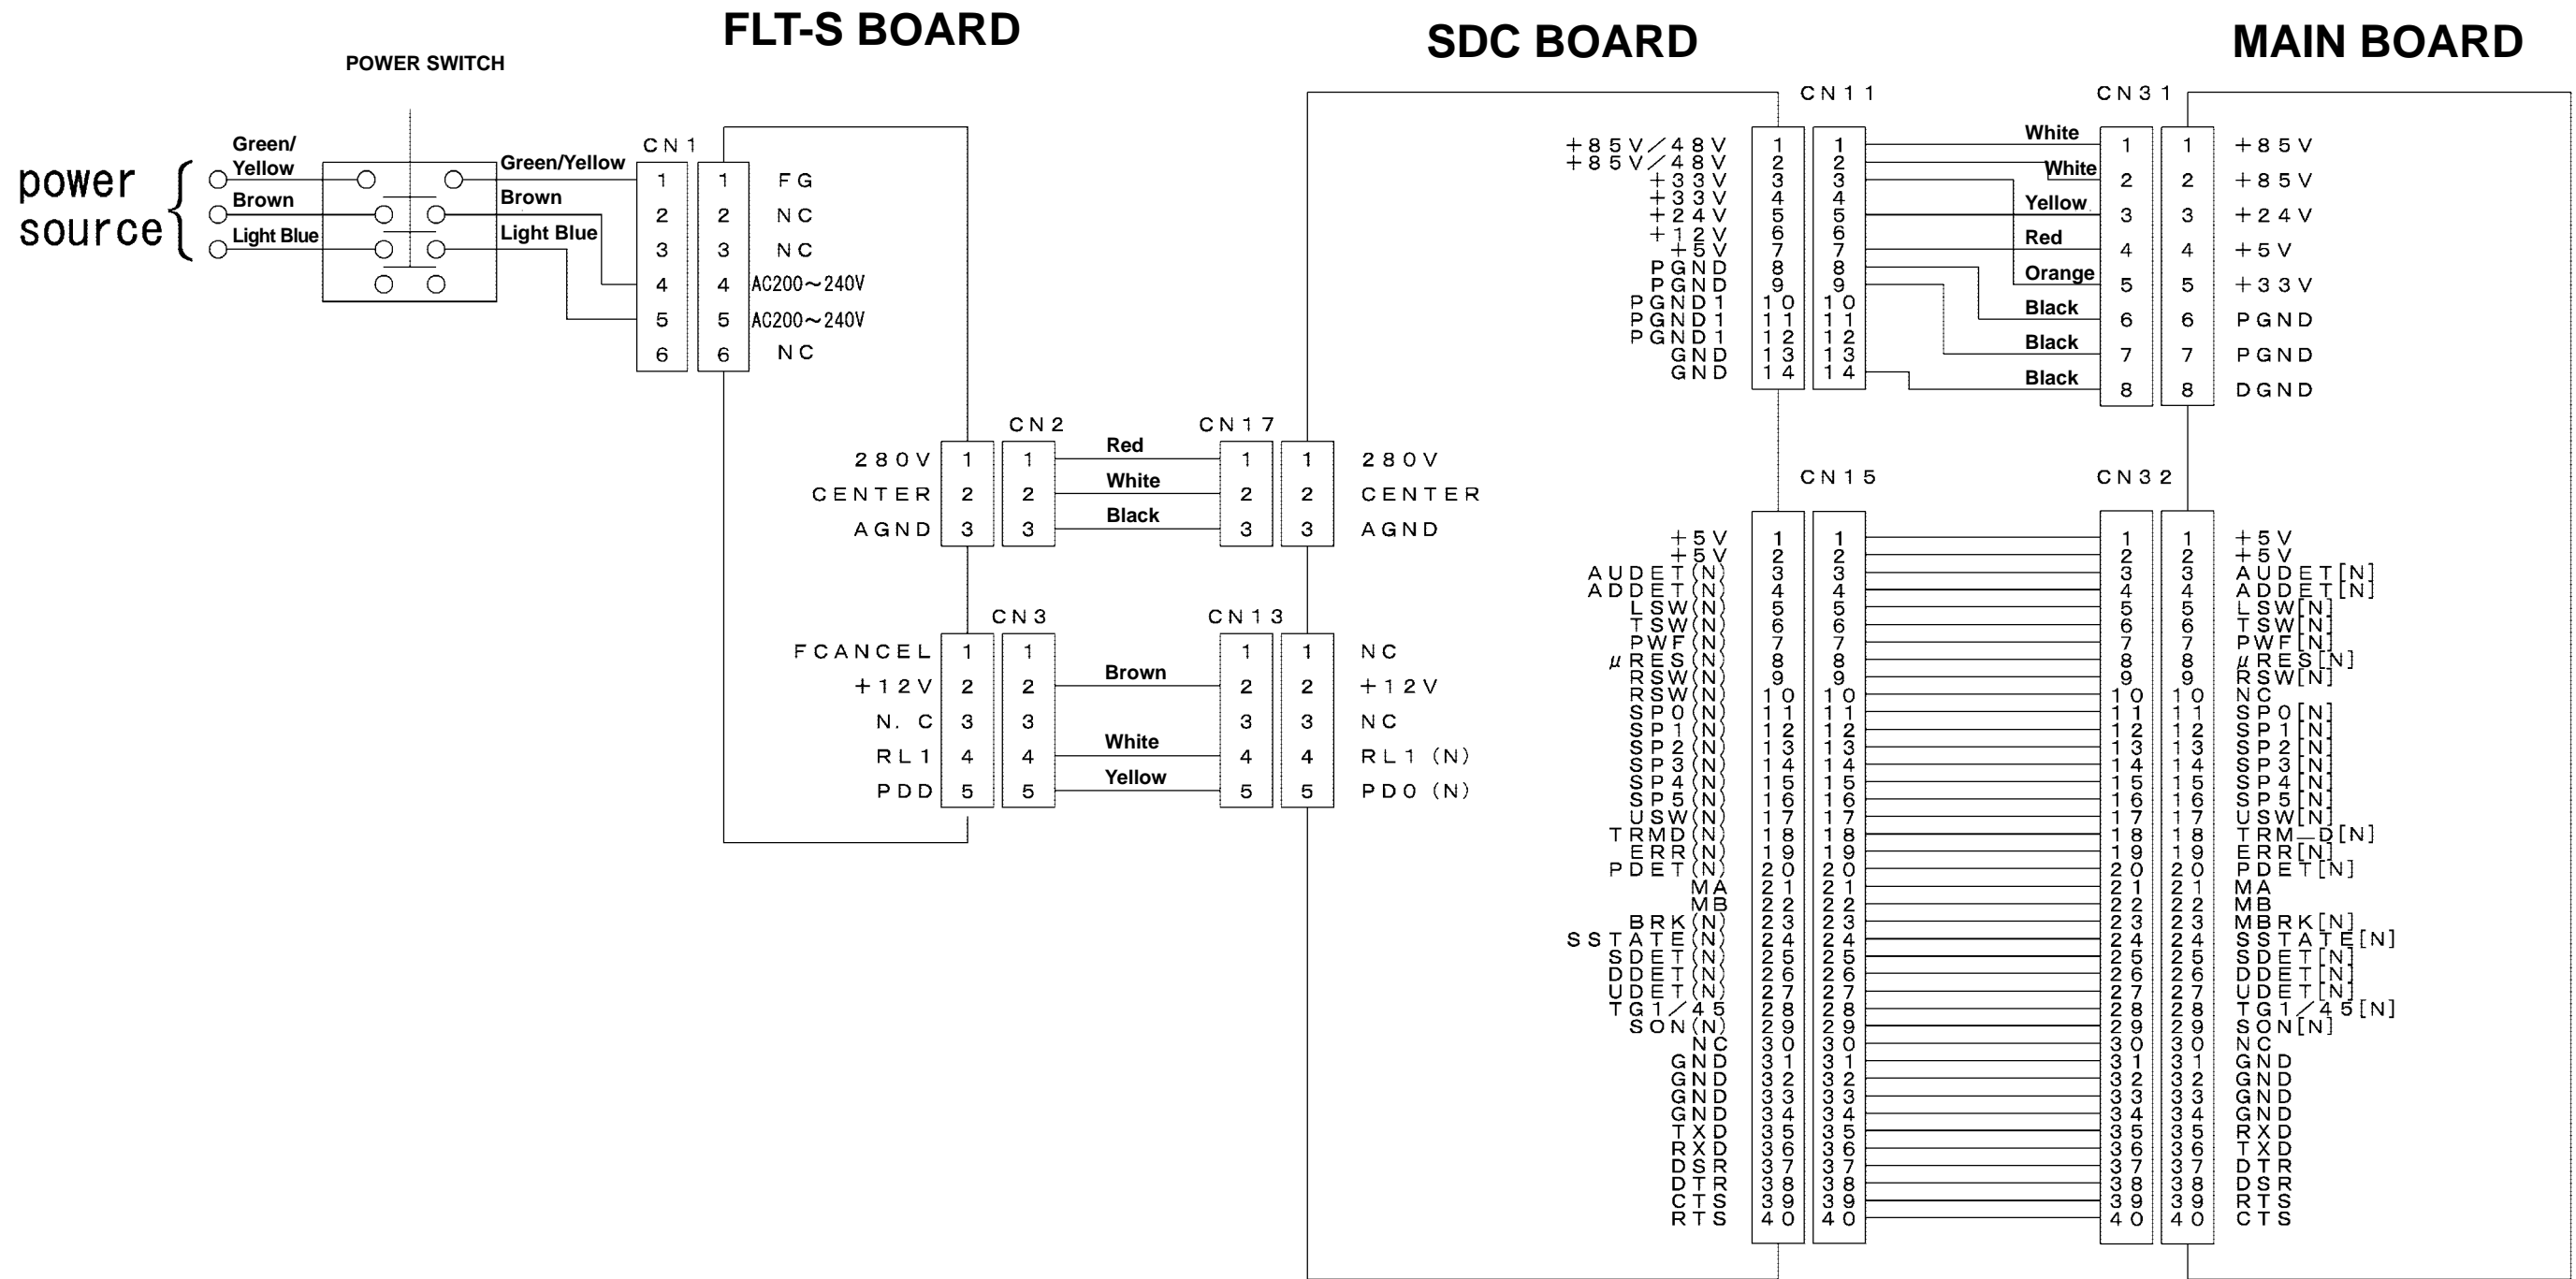 FLT-S BOARD
SDC BOARD
MAIN BOARD
POWER SWITCH
power
source
Green/
Yellow
Brown
Light Blue
Green/Yellow
Brown
Light Blue
CN1
1 1 FG
2 2 NC
3 3 NC
4 4 AC200~240V
5 5 AC200~240V
6 6 NC
CN2 CN17
280V 1 1 Red 1 1 280V
CENTER 2 2 White 2 2 CENTER
AGND 3 3 Black 3 3 AGND
CN3 CN13
FCANCEL 1 1 1 1 NC
+12V 2 2 Brown 2 2 +12V
N. C 3 3 3 3 NC
RL1 4 4 White 4 4 RL1 (N)
PDD 5 5 Yellow 5 5 PD0 (N)
CN11
+85V/48V 1 1
+85V/48V 2 2
+33V 3 3
+33V 4 4
+24V 5 5
+12V 6 6
+5V 7 7
PGND 8 8
PGND 9 9
PGND1 10 10
PGND1 11 11
PGND1 12 12
GND 13 13
GND 14 14
CN31
White 1 1 +85V
White 2 2 +85V
Yellow 3 3 +24V
Red 4 4 +5V
Orange 5 5 +33V
Black 6 6 PGND
Black 7 7 PGND
Black 8 8 DGND
CN15 CN32
+5V 1 1 1 1 +5V
+5V 2 2 2 2 +5V
AUDET(N) 3 3 3 3 AUDET[N]
ADDET(N) 4 4 4 4 ADDET[N]
LSW(N) 5 5 5 5 LSW[N]
TSW(N) 6 6 6 6 TSW[N]
PWF(N) 7 7 7 7 PWF[N]
μRES(N) 8 8 8 8 μRES[N]
RSW(N) 9 9 9 9 RSW[N]
RSW(N) 10 10 10 10 NC
SP0(N) 11 11 11 11 SP0[N]
SP1(N) 12 12 12 12 SP1[N]
SP2(N) 13 13 13 13 SP2[N]
SP3(N) 14 14 14 14 SP3[N]
SP4(N) 15 15 15 15 SP4[N]
SP5(N) 16 16 16 16 SP5[N]
USW(N) 17 17 17 17 USW[N]
TRMD(N) 18 18 18 18 TRM_D[N]
ERR(N) 19 19 19 19 ERR[N]
PDET(N) 20 20 20 20 PDET[N]
MA 21 21 21 21 MA
MB 22 22 22 22 MB
BRK(N) 23 23 23 23 MBRK[N]
SSTATE(N) 24 24 24 24 SSTATE[N]
SDET(N) 25 25 25 25 SDET[N]
DDET(N) 26 26 26 26 DDET[N]
UDET(N) 27 27 27 27 UDET[N]
TG1/45 28 28 28 28 TG1/45[N]
SON(N) 29 29 29 29 SON[N]
NC 30 30 30 30 NC
GND 31 31 31 31 GND
GND 32 32 32 32 GND
GND 33 33 33 33 GND
GND 34 34 34 34 GND
TXD 35 35 35 35 RXD
RXD 36 36 36 36 TXD
DSR 37 37 37 37 DTR
DTR 38 38 38 38 DSR
CTS 39 39 39 39 RTS
RTS 40 40 40 40 CTS